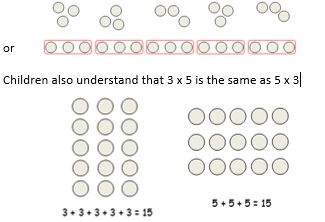 or
Children also understand that 3 x 5 is the same as 5 x 3
3 + 3 + 3 + 3 + 3 = 15
5 + 5 + 5 = 15